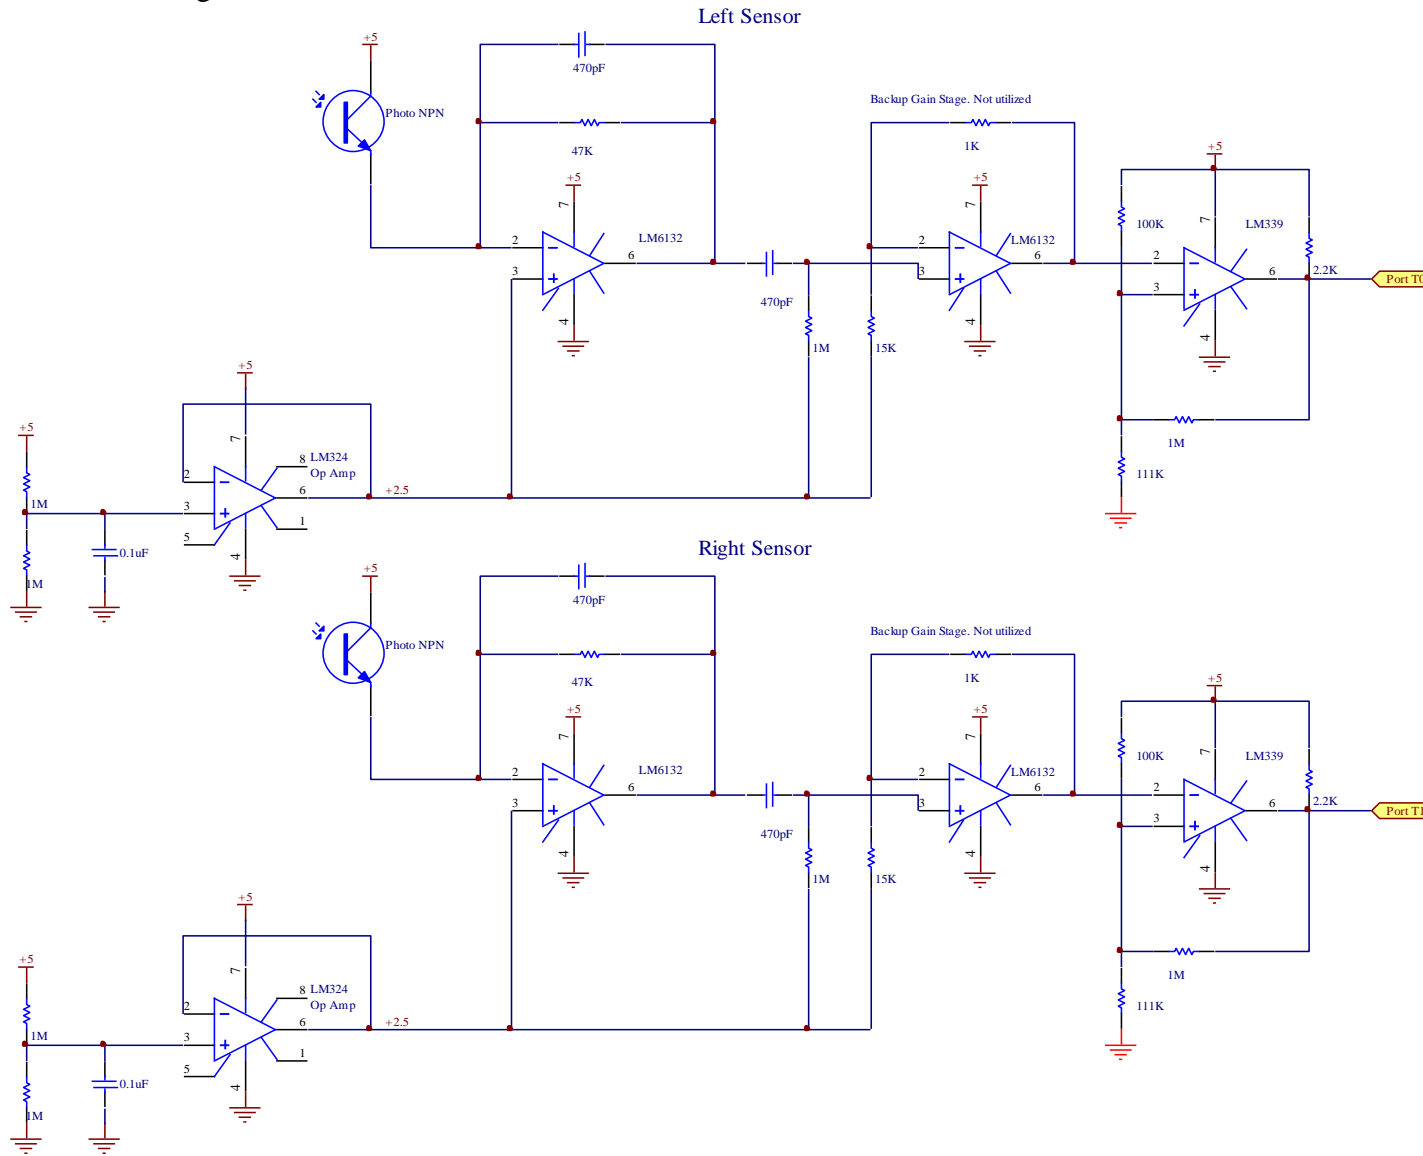 Left Sensor
+5
470pF
Photo NPN
Backup Gain Stage. Not utilized
47K
1K
+5
+5
+5
7
7
7
100K
LM339
LM6132
LM6132
2
6
2
6
2
6
3
3
3
2.2K
Port T0
470pF
4
4
4
1M
15K
+5
1M
+5
7
8
LM324
Op Amp
2
6
+2.5
1M
3
1
5
4
0.1uF
1M
111K
Right Sensor
+5
470pF
Photo NPN
Backup Gain Stage. Not utilized
47K
1K
+5
+5
+5
7
7
7
100K
LM339
LM6132
LM6132
2
6
2
6
2
6
3
3
3
2.2K
Port T1
470pF
4
4
4
1M
15K
+5
1M
+5
7
8
LM324
Op Amp
2
6
+2.5
1M
3
1
5
4
0.1uF
1M
111K